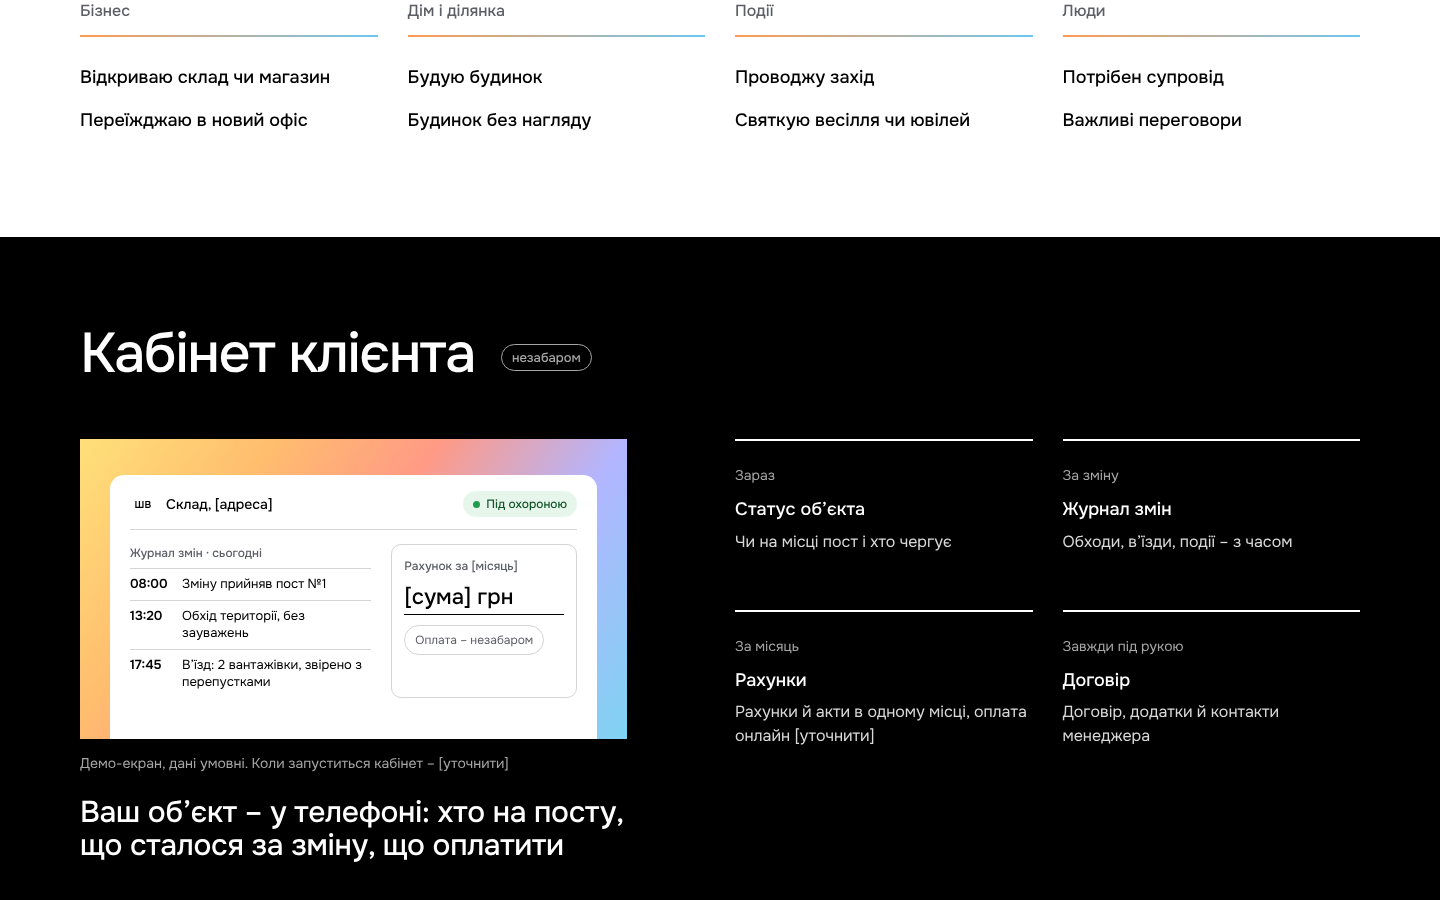 Бізнес
Дім і ділянка
Події
Люди
Відкриваю склад чи магазин
Будую будинок
Проводжу захід
Потрібен супровід
Переїжджаю в новий офіс
Будинок без нагляду
Святкую весілля чи ювілей
Важливі переговори
Кабінет клієнта
незабаром
ШВ
Склад, [адреса]
Під охороною
Журнал змін · сьогодні
08:00 Зміну прийняв пост №1
13:20 Обхід території, без
зауважень
17:45 В’їзд: 2 вантажівки, звірено з
перепустками
Рахунок за [місяць]
[сума] грн
Оплата – незабаром
Демо-екран, дані умовні. Коли запуститься кабінет – [уточнити]
Ваш об’єкт – у телефоні: хто на посту,
що сталося за зміну, що оплатити
Зараз
Статус об’єкта
Чи на місці пост і хто чергує
За зміну
Журнал змін
Обходи, в’їзди, події – з часом
За місяць
Рахунки
Рахунки й акти в одному місці, оплата
онлайн [уточнити]
Завжди під рукою
Договір
Договір, додатки й контакти
менеджера